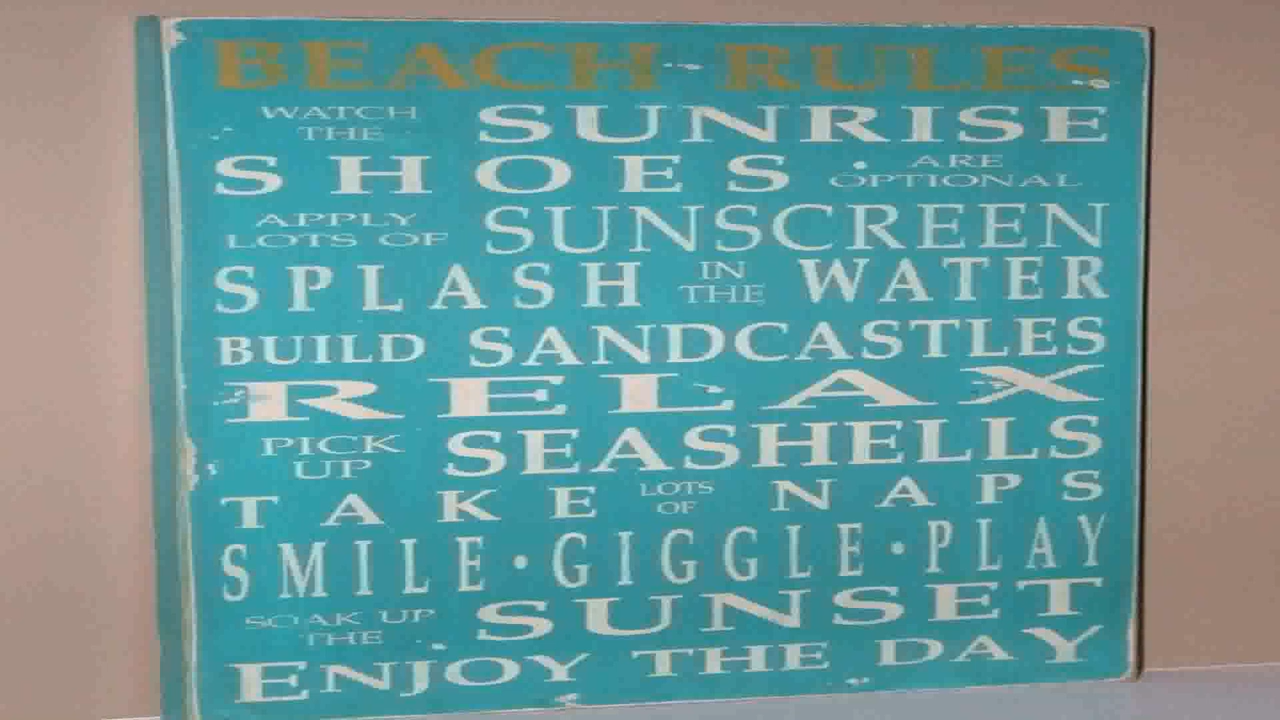 BEACH RULES
WATCH THE SUNRISE
SHOES • ARE OPTIONAL
APPLY LOTS OF SUNSCREEN
SPLASH IN THE WATER
BUILD SANDCASTLES
RELAX
PICK UP SEASHELLS
TAKE LOTS OF NAPS
SMILE • GIGGLE • PLAY
SOAK UP THE SUNSET
ENJOY THE DAY